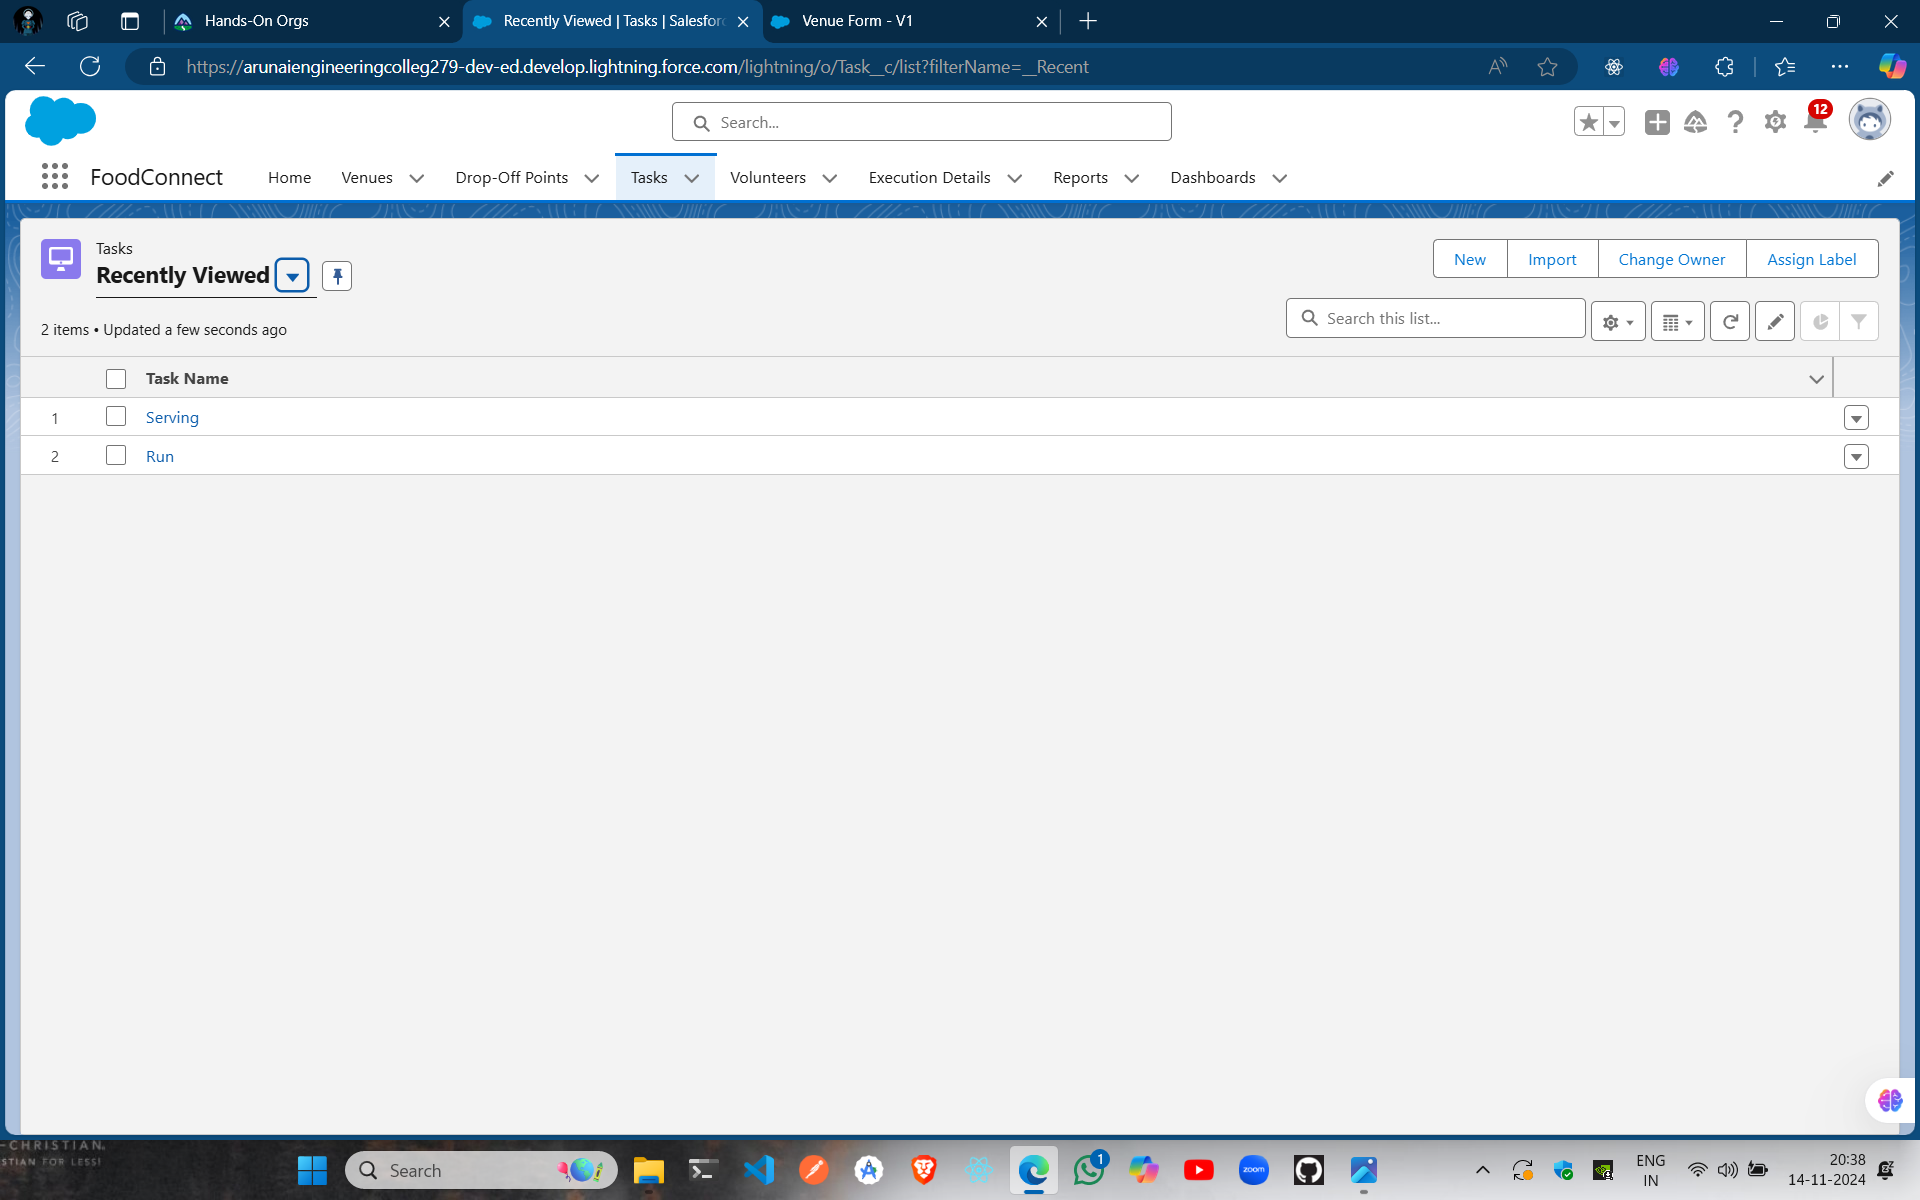 Hands-On Orgs
Recently Viewed | Tasks | Salesforc
Venue Form - V1
https://arunaiengineeringcolleg279-dev-ed.develop.lightning.force.com/lightning/o/Task__c/list?filterName=__Recent
Search...
12
FoodConnect
Home
Venues
Drop-Off Points
Tasks
Volunteers
Execution Details
Reports
Dashboards
Tasks
Recently Viewed
New
Import
Change Owner
Assign Label
2 items • Updated a few seconds ago
Search this list...
Task Name
1 Serving
2 Run
-CHRISTIAN.
STIAN FOR LESS!
Search
1
zoom
ENG
IN
20:38
14-11-2024